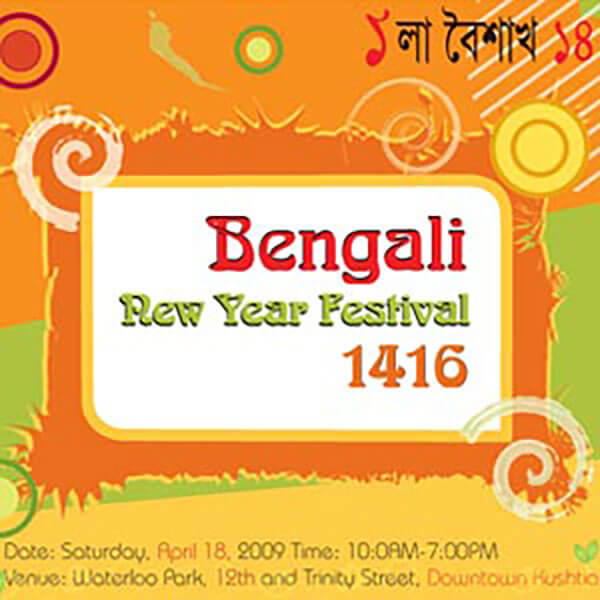 ১লা বৈশাখ ১৪
Bengali
New Year Festival
1416
Date: Saturday, April 18, 2009 Time: 10:00AM-7:00PM
Venue: Waterloo Park, 12th and Trinity Street, Downtown Kushtia